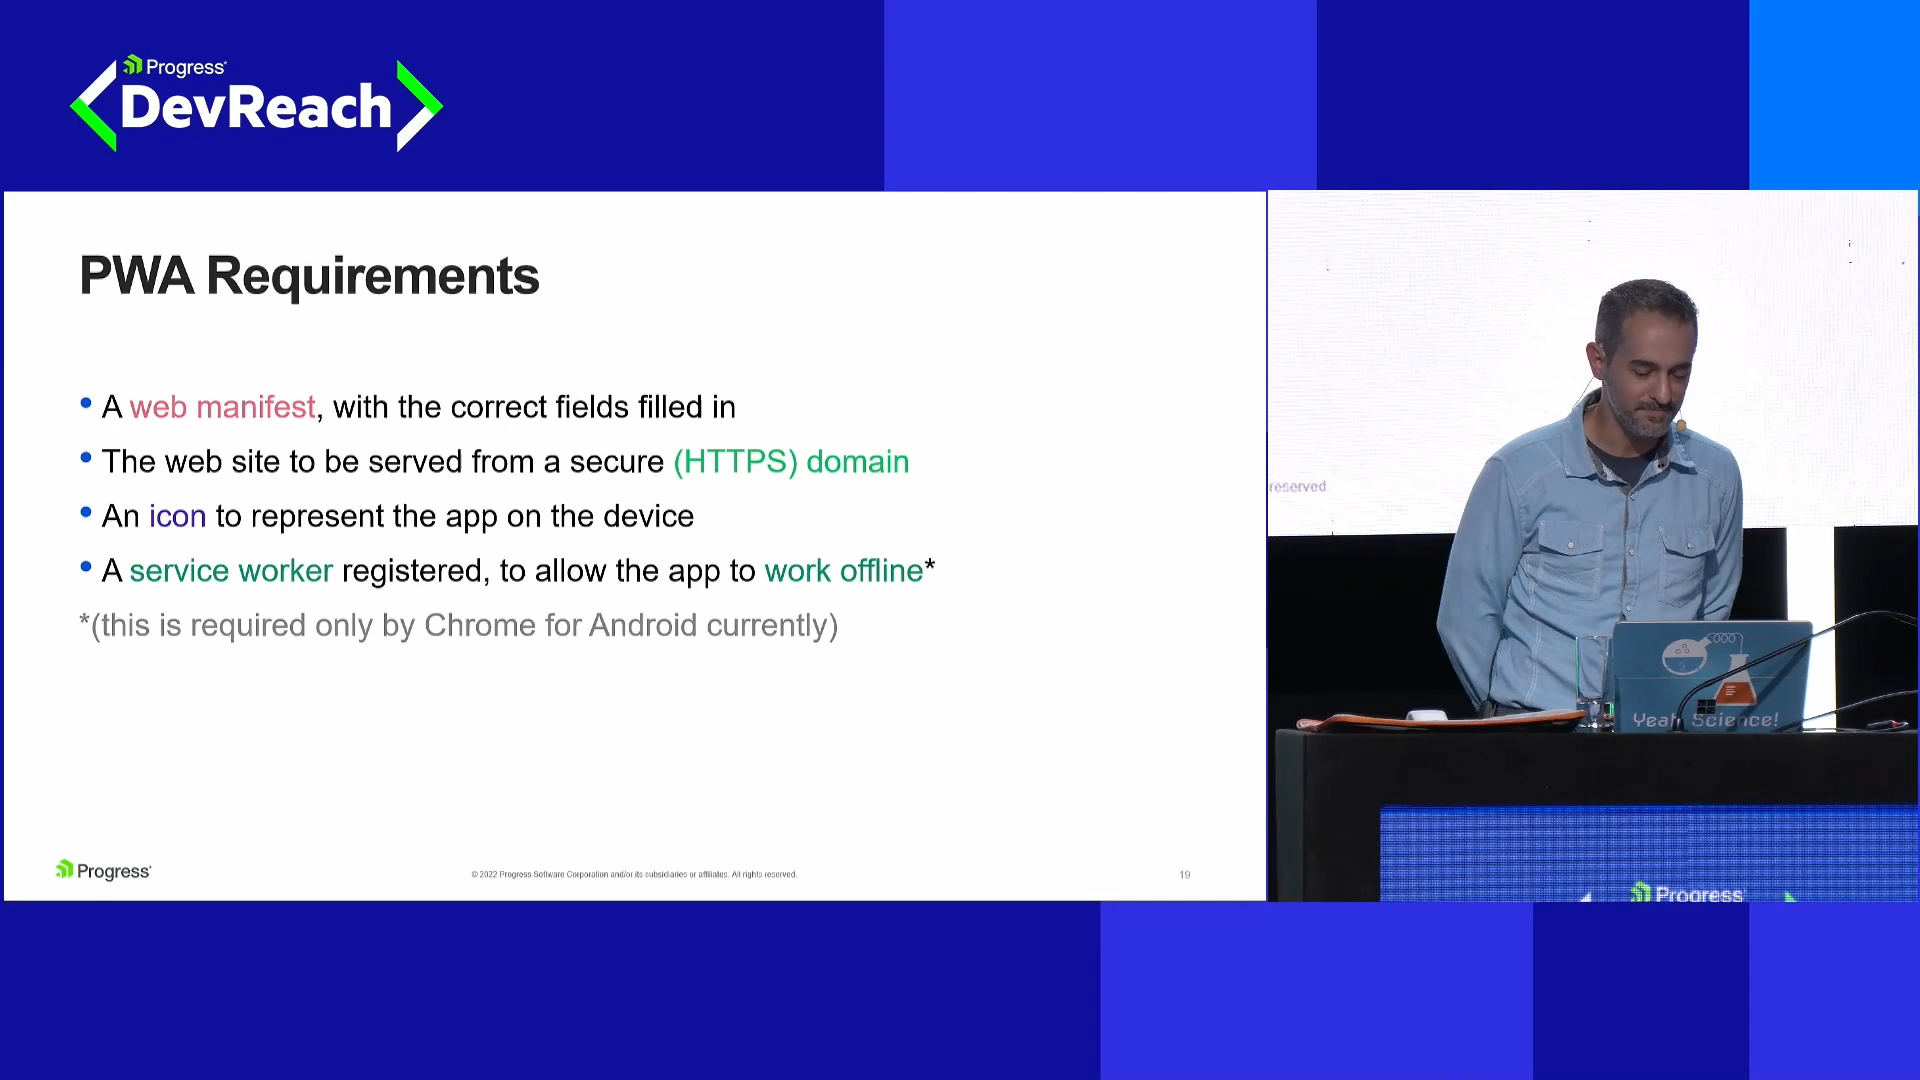 Progress
DevReach
PWA Requirements
• A web manifest, with the correct fields filled in
• The web site to be served from a secure (HTTPS) domain
• An icon to represent the app on the device
• A service worker registered, to allow the app to work offline*
*(this is required only by Chrome for Android currently)
Progress
© 2022 Progress Software Corporation and/or its subsidiaries or affiliates. All rights reserved.
19
reserved.
Yeah Science!
Progress